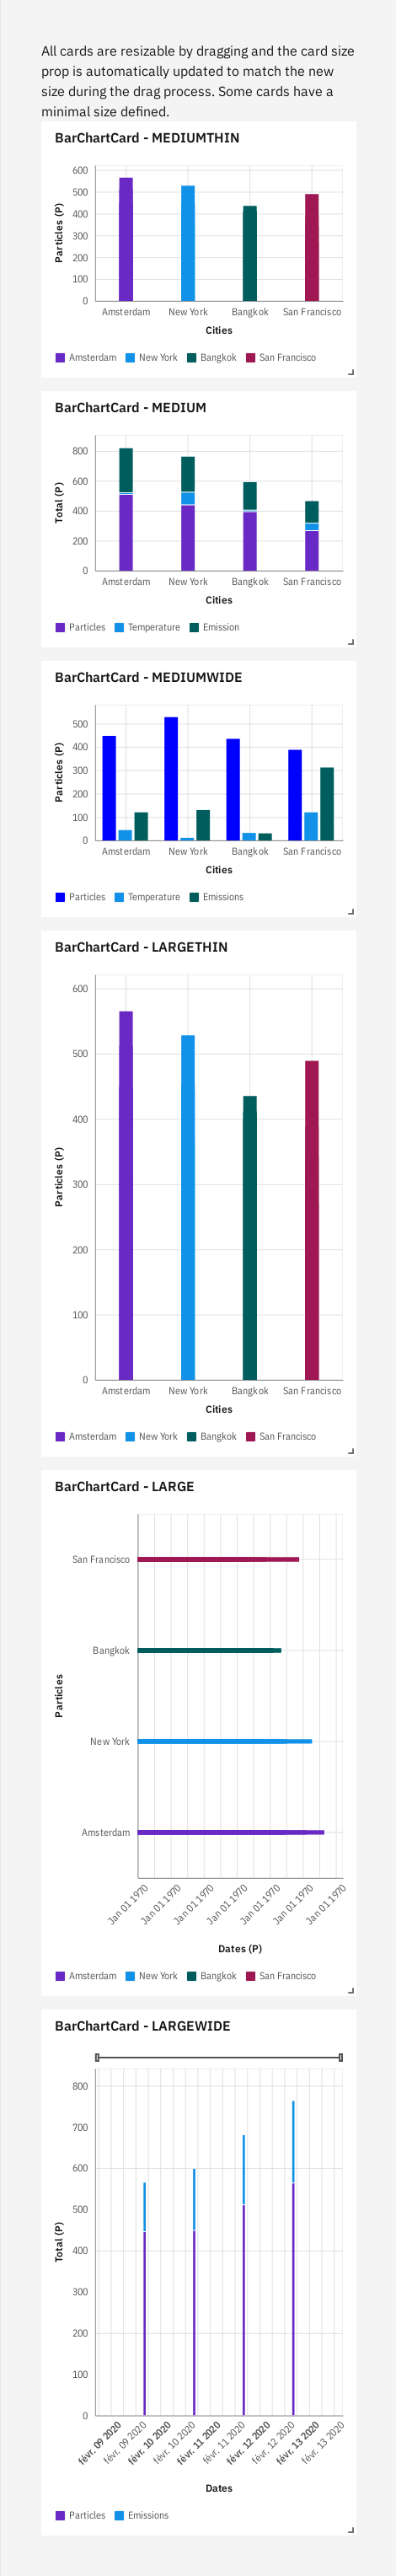 All cards are resizable by dragging and the card size
prop is automatically updated to match the new
size during the drag process. Some cards have a
minimal size defined.
BarChartCard - MEDIUMTHIN
Particles (P)
600
500
400
300
200
100
0
Amsterdam New York Bangkok San Francisco
Cities
Amsterdam New York Bangkok San Francisco
BarChartCard - MEDIUM
Total (P)
800
600
400
200
0
Amsterdam New York Bangkok San Francisco
Cities
Particles Temperature Emission
BarChartCard - MEDIUMWIDE
Particles (P)
500
400
300
200
100
0
Amsterdam New York Bangkok San Francisco
Cities
Particles Temperature Emissions
BarChartCard - LARGETHIN
Particles (P)
600
500
400
300
200
100
0
Amsterdam New York Bangkok San Francisco
Cities
Amsterdam New York Bangkok San Francisco
BarChartCard - LARGE
Particles
San Francisco
Bangkok
New York
Amsterdam
Jan 01 1970 Jan 01 1970 Jan 01 1970 Jan 01 1970 Jan 01 1970 Jan 01 1970 Jan 01 1970
Dates (P)
Amsterdam New York Bangkok San Francisco
BarChartCard - LARGEWIDE
Total (P)
800
700
600
500
400
300
200
100
0
févr. 09 2020 févr. 09 2020 févr. 10 2020 févr. 10 2020 févr. 11 2020 févr. 11 2020 févr. 12 2020 févr. 12 2020 févr. 13 2020 févr. 13 2020
Dates
Particles Emissions